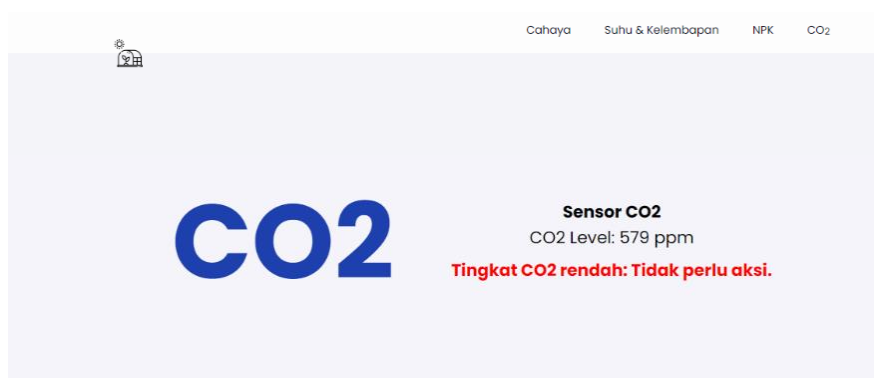 Cahaya Suhu & Kelembapan NPK CO₂
CO2
Sensor CO2
CO2 Level: 579 ppm
Tingkat CO2 rendah: Tidak perlu aksi.